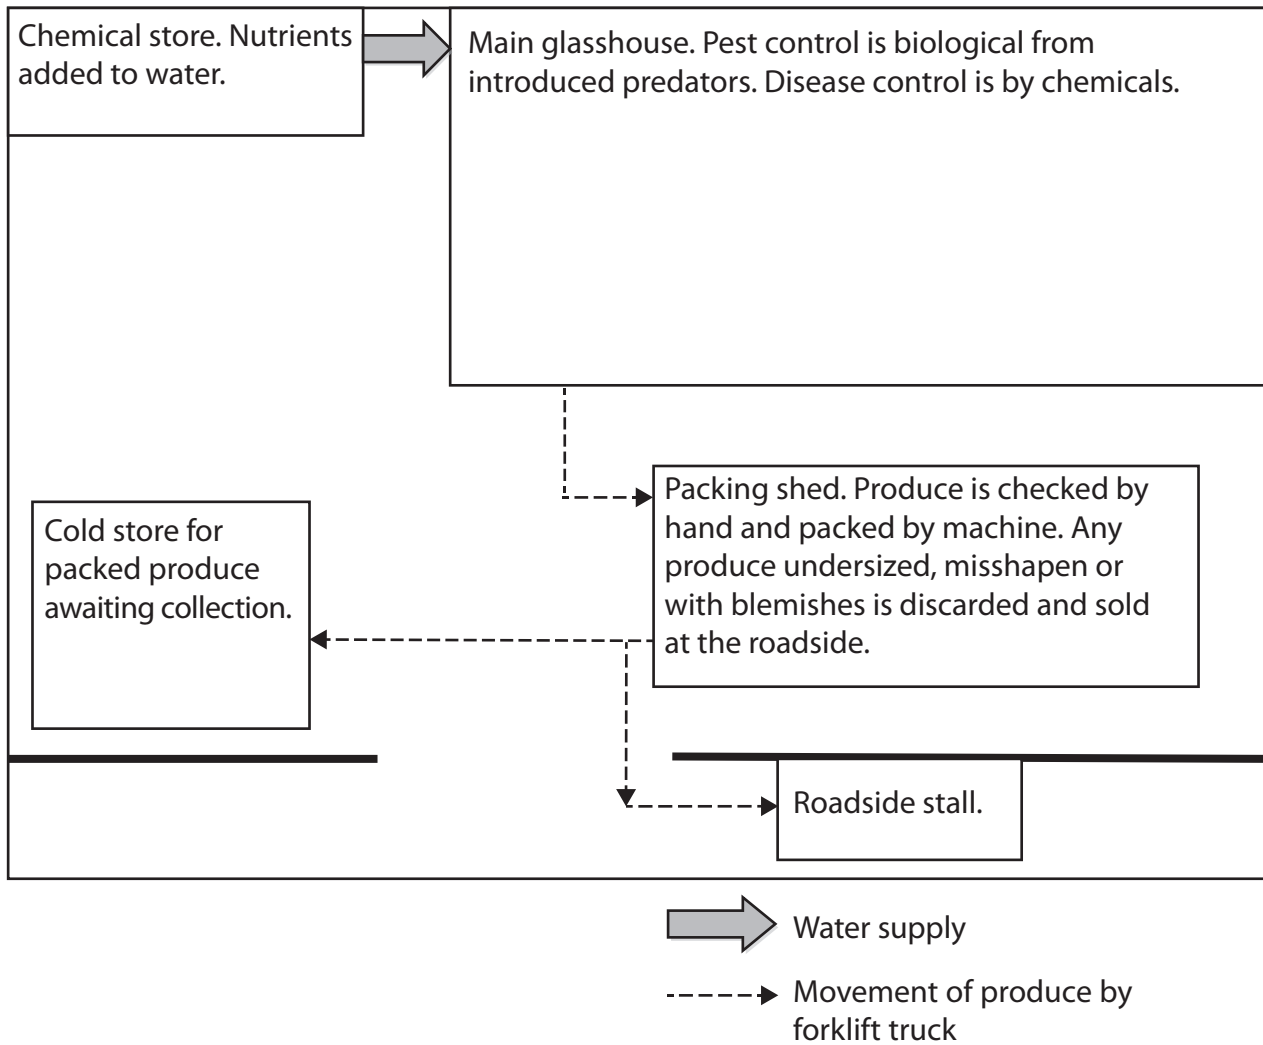 Chemical store. Nutrients
added to water.
Main glasshouse. Pest control is biological from
introduced predators. Disease control is by chemicals.
Packing shed. Produce is checked by
hand and packed by machine. Any
produce undersized, misshapen or
with blemishes is discarded and sold
at the roadside.
Cold store for
packed produce
awaiting collection.
Roadside stall.
Water supply
Movement of produce by
forklift truck